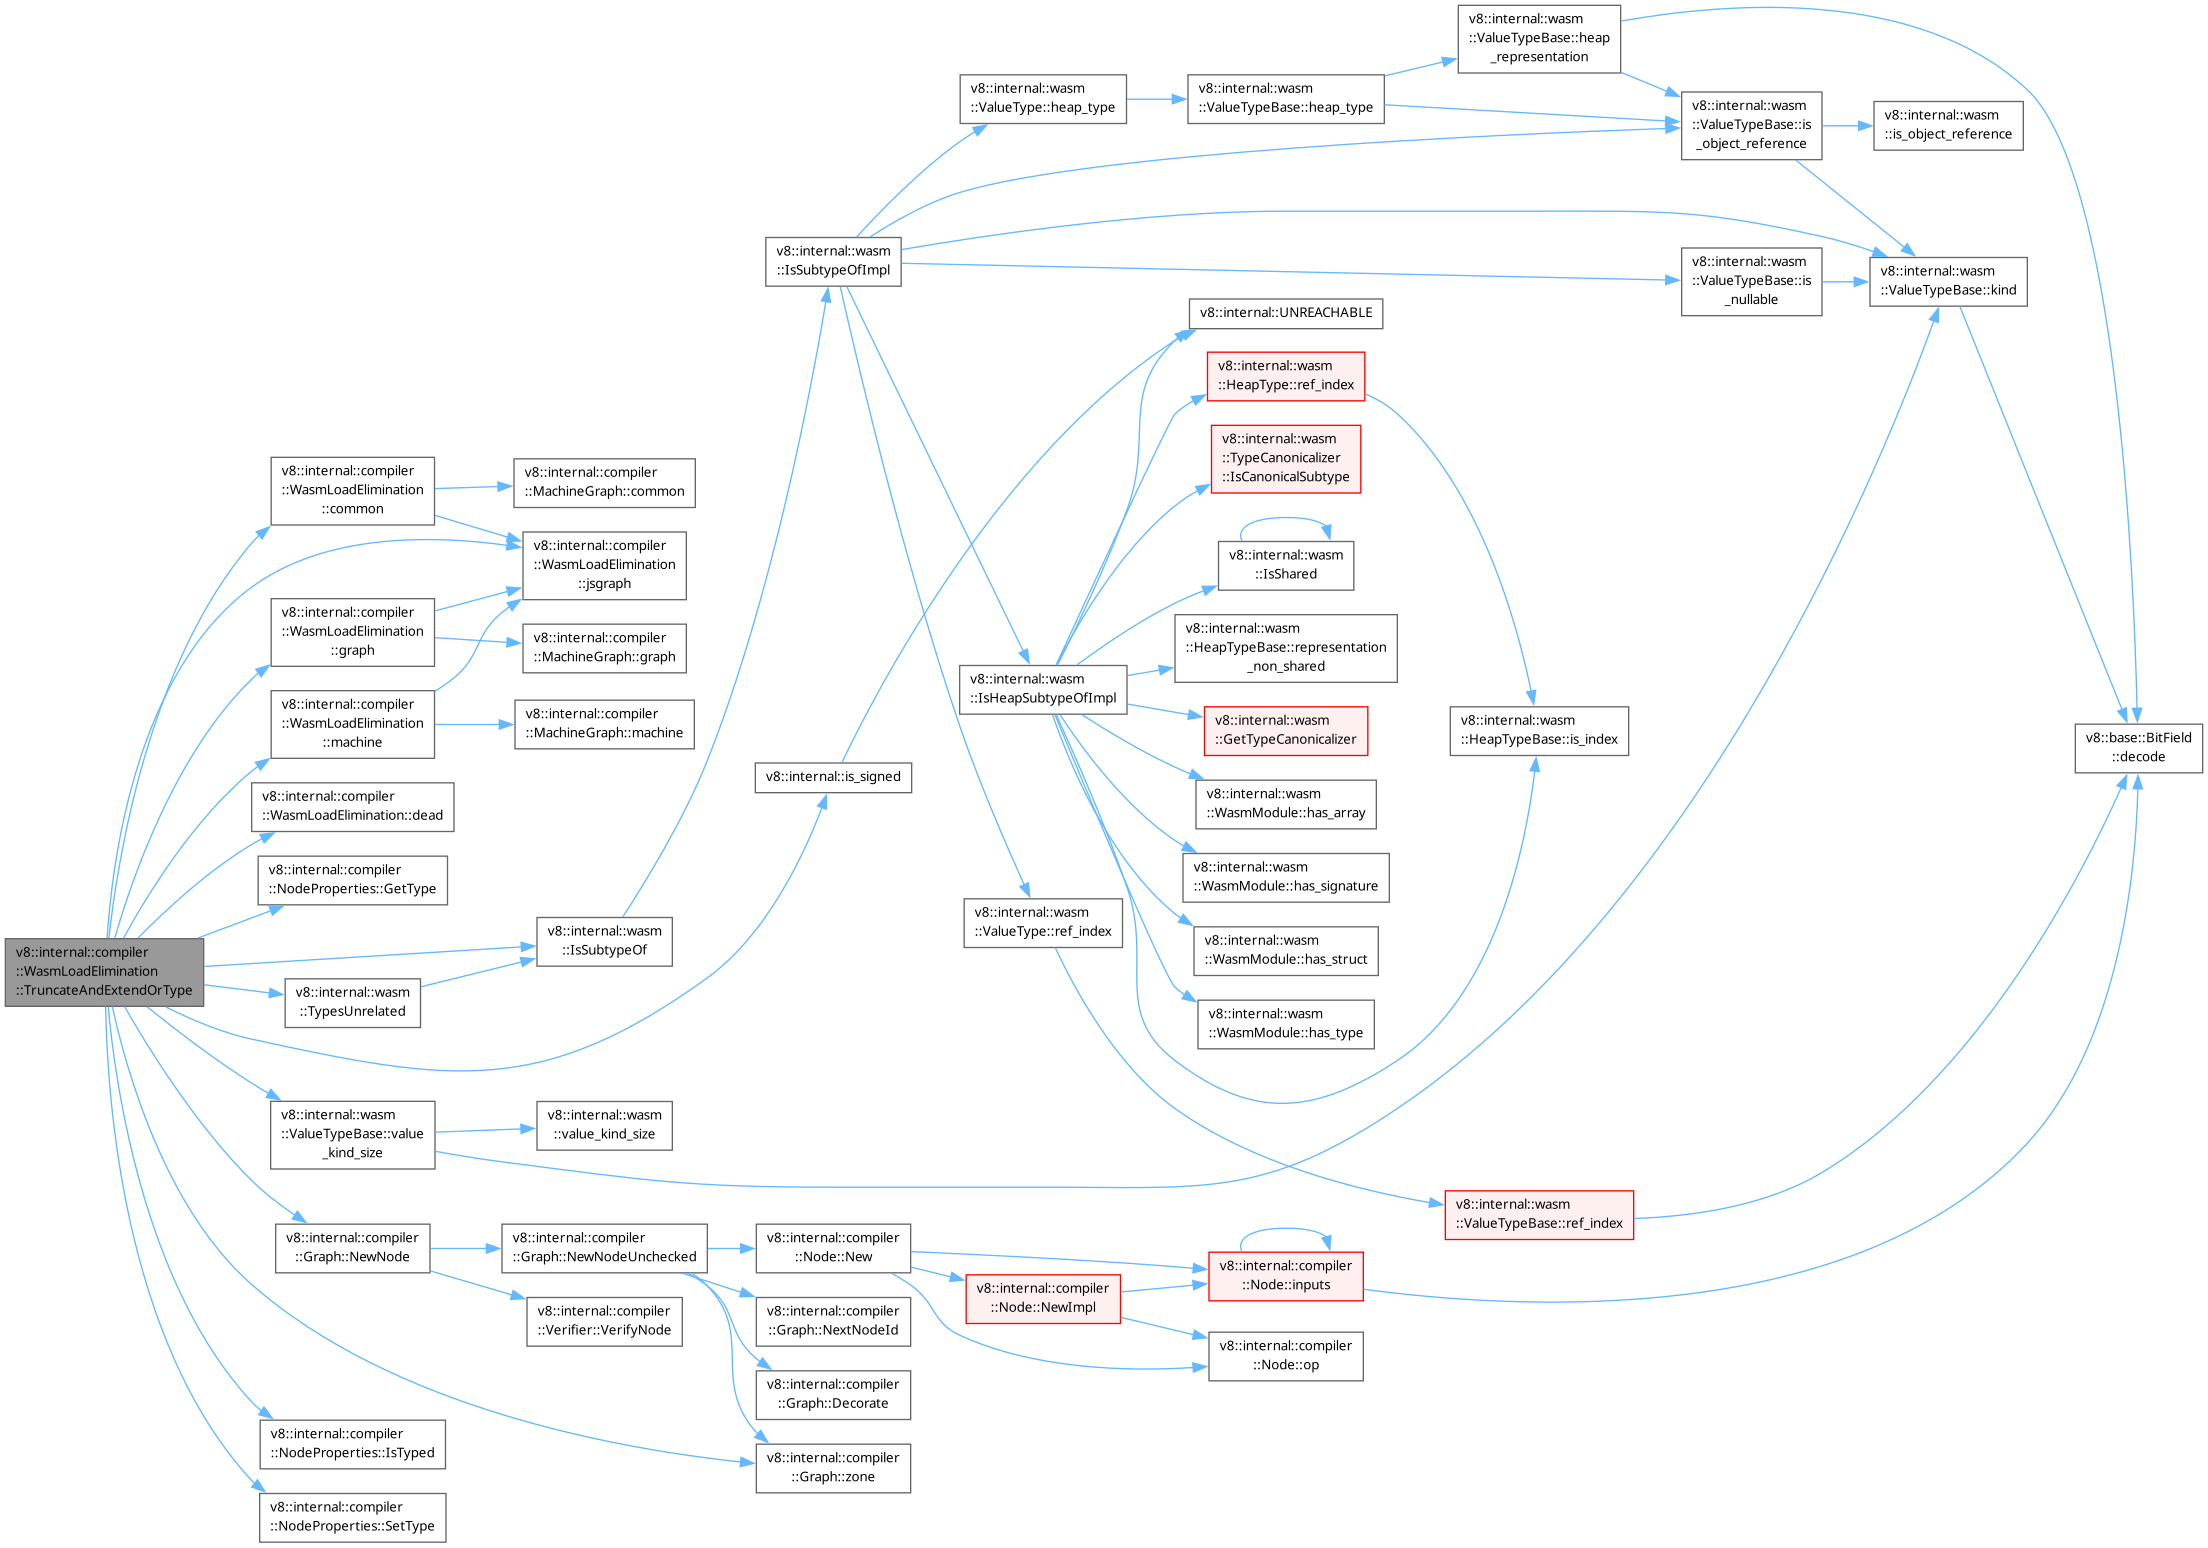 v8::internal::wasm
::ValueTypeBase::heap
_representation
v8::internal::wasm
::ValueType::heap_type
v8::internal::wasm
::ValueTypeBase::heap_type
v8::internal::wasm
::ValueTypeBase::is
_object_reference
v8::internal::wasm
::is_object_reference
v8::internal::wasm
::IsSubtypeOfImpl
v8::internal::wasm
::ValueTypeBase::is
_nullable
v8::internal::wasm
::ValueTypeBase::kind
v8::internal::UNREACHABLE
v8::internal::wasm
::HeapType::ref_index
v8::internal::wasm
::TypeCanonicalizer
::IsCanonicalSubtype
v8::internal::compiler
::WasmLoadElimination
::common
v8::internal::compiler
::MachineGraph::common
v8::internal::compiler
::WasmLoadElimination
::jsgraph
v8::internal::wasm
::IsShared
v8::internal::compiler
::WasmLoadElimination
::graph
v8::internal::compiler
::MachineGraph::graph
v8::internal::wasm
::HeapTypeBase::representation
_non_shared
v8::internal::wasm
::IsHeapSubtypeOfImpl
v8::internal::compiler
::WasmLoadElimination
::machine
v8::internal::compiler
::MachineGraph::machine
v8::internal::wasm
::GetTypeCanonicalizer
v8::internal::wasm
::HeapTypeBase::is_index
v8::base::BitField
::decode
v8::internal::is_signed
v8::internal::compiler
::WasmLoadElimination::dead
v8::internal::wasm
::WasmModule::has_array
v8::internal::compiler
::NodeProperties::GetType
v8::internal::wasm
::WasmModule::has_signature
v8::internal::compiler
::WasmLoadElimination
::TruncateAndExtendOrType
v8::internal::wasm
::IsSubtypeOf
v8::internal::wasm
::ValueType::ref_index
v8::internal::wasm
::WasmModule::has_struct
v8::internal::wasm
::TypesUnrelated
v8::internal::wasm
::WasmModule::has_type
v8::internal::wasm
::ValueTypeBase::value
_kind_size
v8::internal::wasm
::value_kind_size
v8::internal::wasm
::ValueTypeBase::ref_index
v8::internal::compiler
::Graph::NewNode
v8::internal::compiler
::Graph::NewNodeUnchecked
v8::internal::compiler
::Node::New
v8::internal::compiler
::Node::NewImpl
v8::internal::compiler
::Node::inputs
v8::internal::compiler
::Verifier::VerifyNode
v8::internal::compiler
::Graph::NextNodeId
v8::internal::compiler
::Node::op
v8::internal::compiler
::Graph::Decorate
v8::internal::compiler
::NodeProperties::IsTyped
v8::internal::compiler
::Graph::zone
v8::internal::compiler
::NodeProperties::SetType